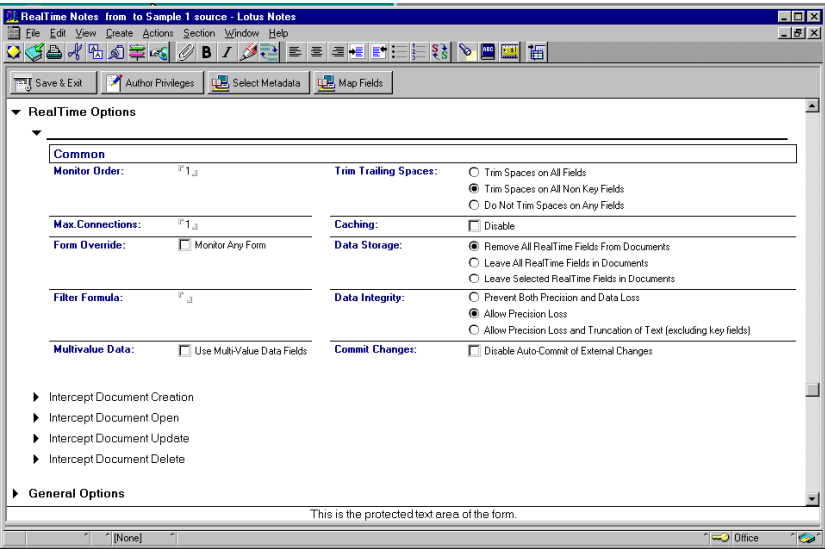 RealTime Notes from to Sample 1 source - Lotus Notes
File Edit View Create Actions Section Window Help
Save & Exit Author Privileges Select Metadata Map Fields
RealTime Options
Common
Monitor Order: 1 Trim Trailing Spaces: Trim Spaces on All Fields
Trim Spaces on All Non Key Fields
Do Not Trim Spaces on Any Fields
Max.Connections: 1 Caching: Disable
Form Override: Monitor Any Form Data Storage: Remove All RealTime Fields From Documents
Leave All RealTime Fields in Documents
Leave Selected RealTime Fields in Documents
Filter Formula: Data Integrity: Prevent Both Precision and Data Loss
Allow Precision Loss
Allow Precision Loss and Truncation of Text (excluding key fields)
Multivalue Data: Use Multi-Value Data Fields Commit Changes: Disable Auto-Commit of External Changes
Intercept Document Creation
Intercept Document Open
Intercept Document Update
Intercept Document Delete
General Options
This is the protected text area of the form.
[None] Office